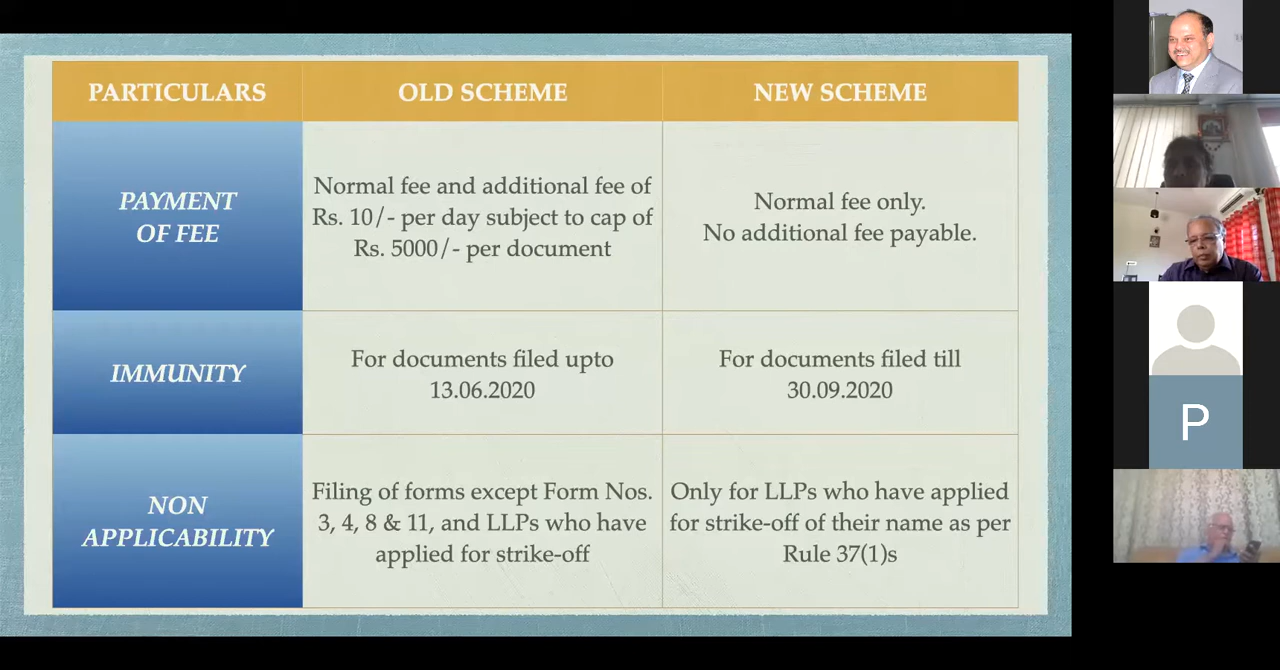 PARTICULARS
OLD SCHEME
NEW SCHEME
PAYMENT
OF FEE
Normal fee and additional fee of
Rs. 10/- per day subject to cap of
Rs. 5000/- per document
Normal fee only.
No additional fee payable.
IMMUNITY
For documents filed upto
13.06.2020
For documents filed till
30.09.2020
NON
APPLICABILITY
Filing of forms except Form Nos.
3, 4, 8 & 11, and LLPs who have
applied for strike-off
Only for LLPs who have applied
for strike-off of their name as per
Rule 37(1)s
P